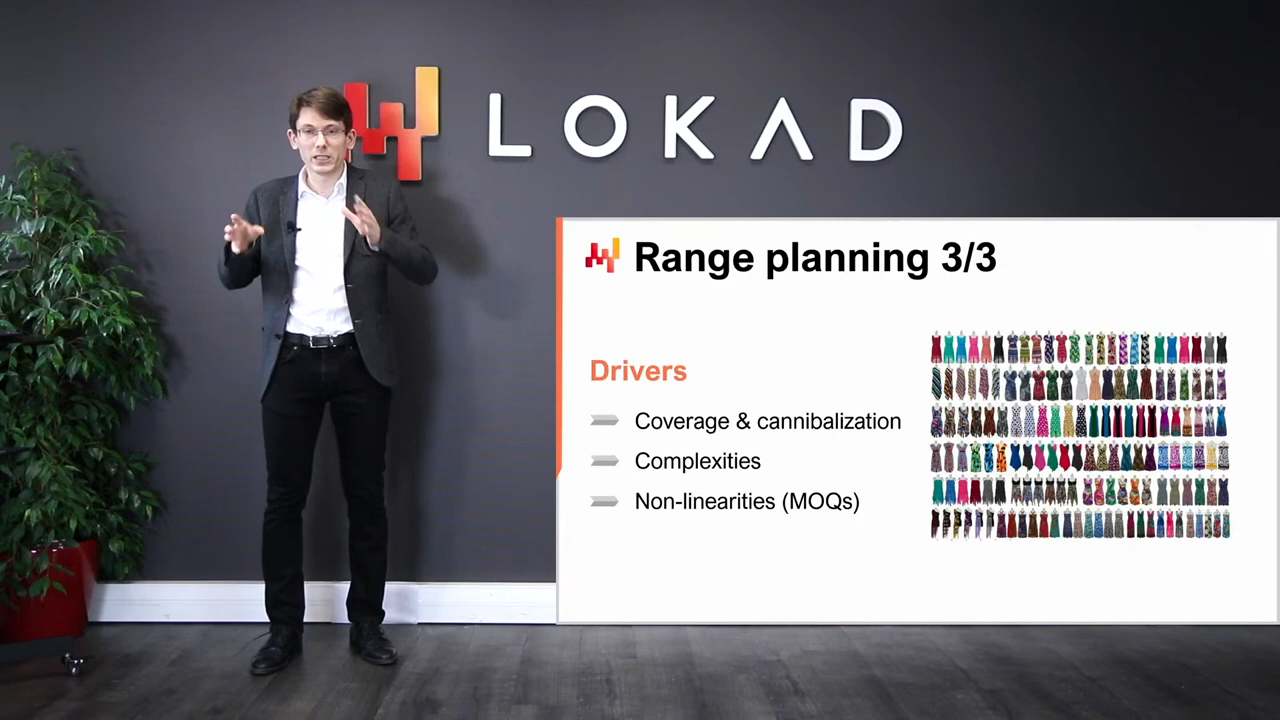 LOKAD
Range planning 3/3
Drivers
Coverage & cannibalization
Complexities
Non-linearities (MOQs)